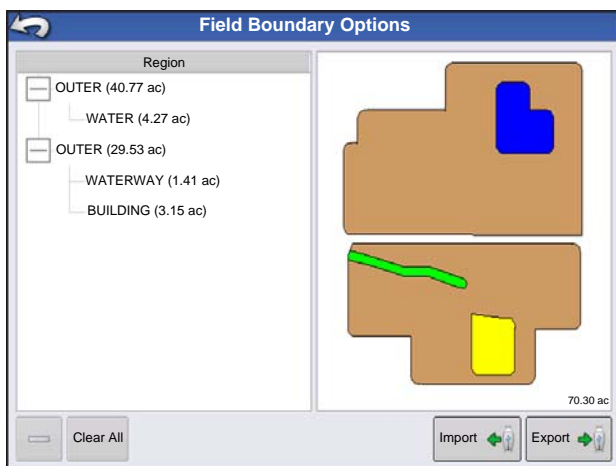 Field Boundary Options
Region
OUTER (40.77 ac)
WATER (4.27 ac)
OUTER (29.53 ac)
WATERWAY (1.41 ac)
BUILDING (3.15 ac)
70.30 ac
Clear All
Import
Export